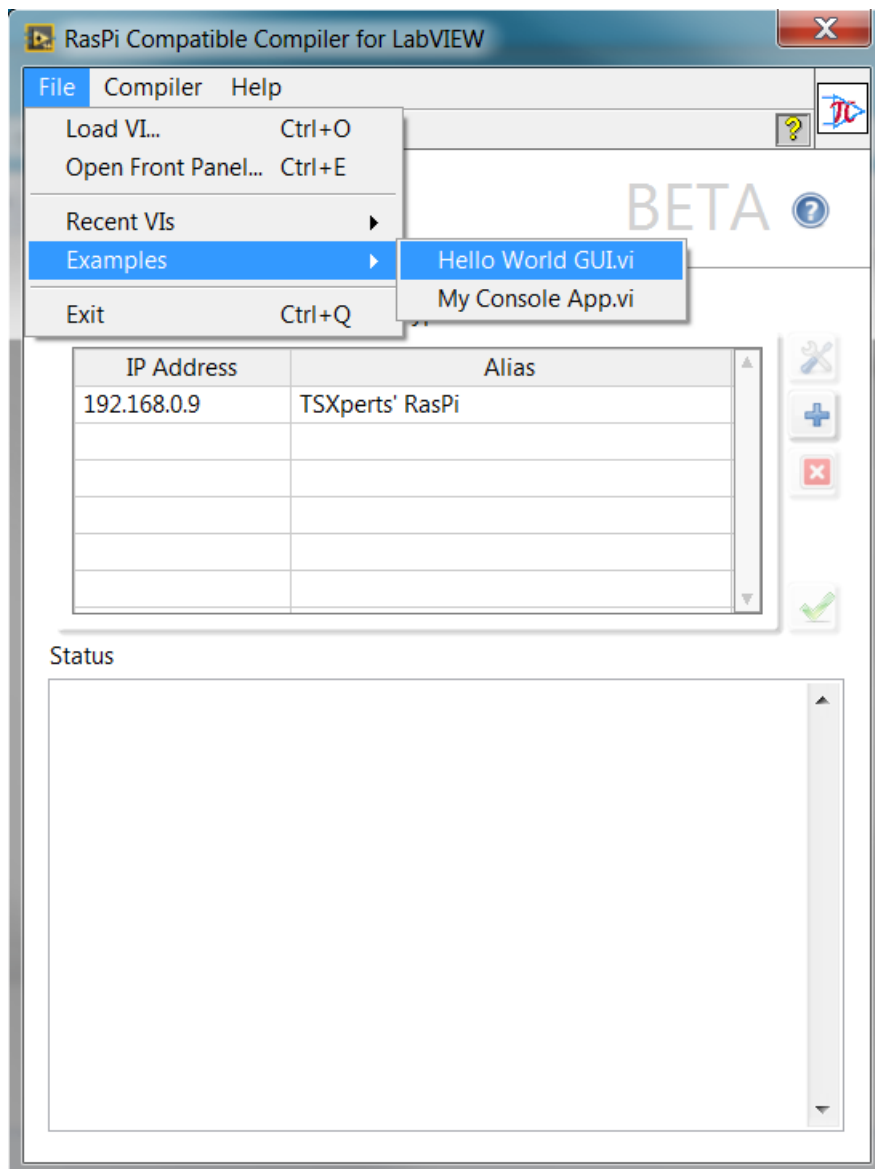 RasPi Compatible Compiler for LabVIEW
File Compiler Help
Load VI... Ctrl+O
Open Front Panel... Ctrl+E
BETA
Recent VIs
Examples
Hello World GUI.vi
My Console App.vi
Exit Ctrl+Q
IP Address Alias
192.168.0.9 TSXperts' RasPi
Status